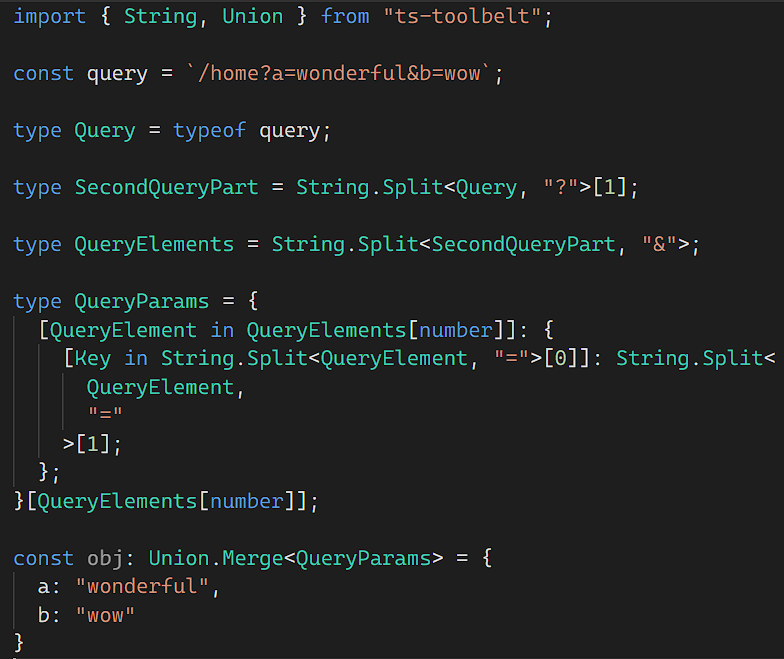 import { String, Union } from "ts-toolbelt";

const query = `/home?a=wonderful&b=wow`;

type Query = typeof query;

type SecondQueryPart = String.Split<Query, "?">[1];

type QueryElements = String.Split<SecondQueryPart, "&">;

type QueryParams = {
  [QueryElement in QueryElements[number]]: {
    [Key in String.Split<QueryElement, "=">[0]]: String.Split<
      QueryElement,
      "="
    >[1];
  };
}[QueryElements[number]];

const obj: Union.Merge<QueryParams> = {
  a: "wonderful",
  b: "wow"
}